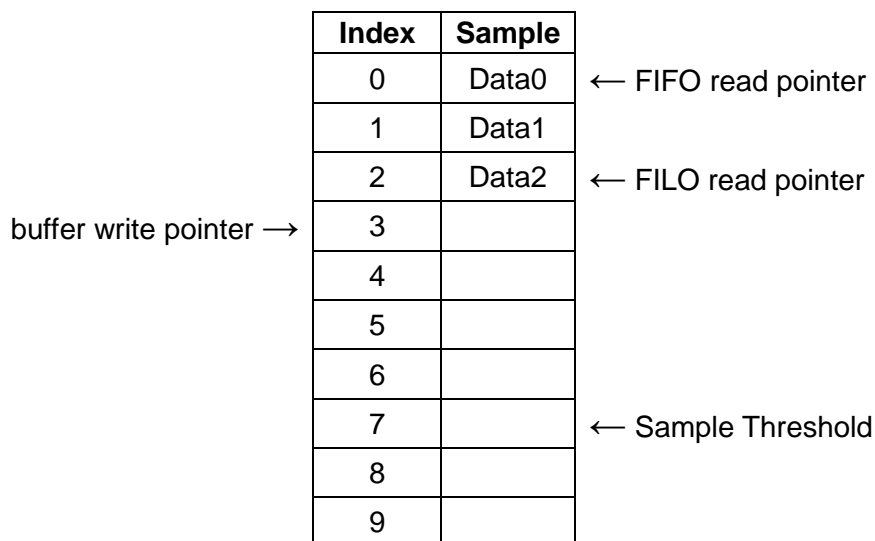 Index Sample
0 Data0 ← FIFO read pointer
1 Data1
2 Data2 ← FILO read pointer
buffer write pointer → 3
4
5
6
7 ← Sample Threshold
8
9